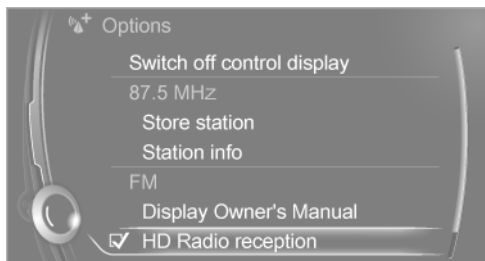 Options
Switch off control display
87.5 MHz
Store station
Station info
FM
Display Owner's Manual
HD Radio reception